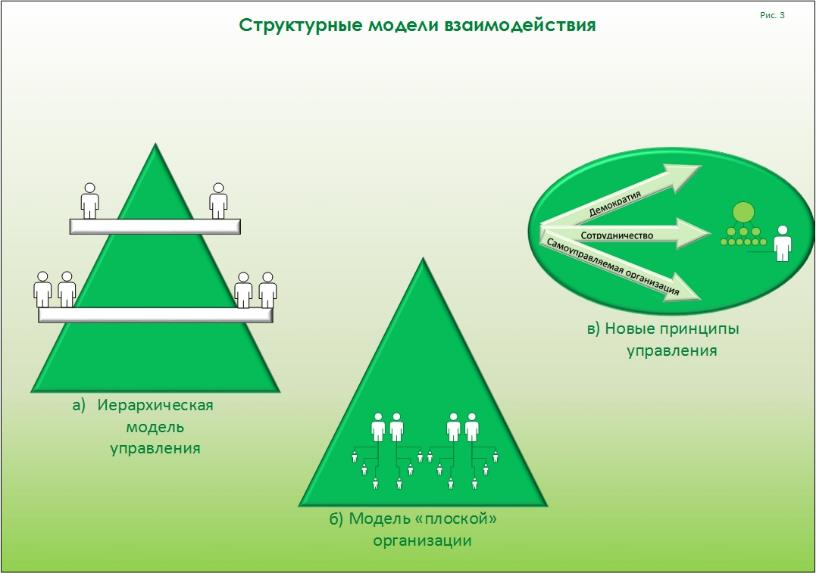 Рис. 3
Структурные модели взаимодействия
Демократия
Сотрудничество
Самоуправляемая организация
в) Новые принципы
управления
а) Иерархическая
модель
управления
б) Модель «плоской»
организации